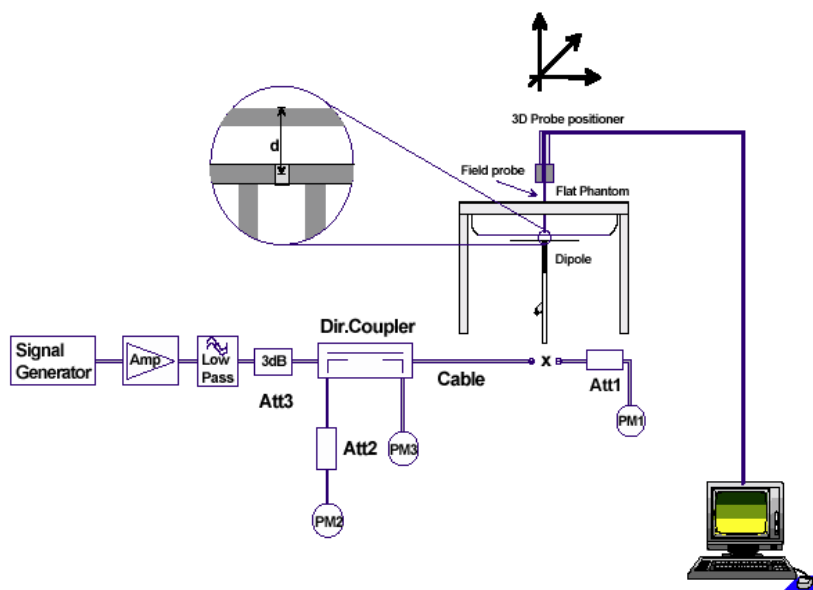 3D Probe positioner
d
Field probe
Flat Phantom
Dipole
Dir.Coupler
Signal
Generator
Amp
Low
Pass
3dB
Att3
Cable
X
Att1
PM1
Att2
PM3
PM2